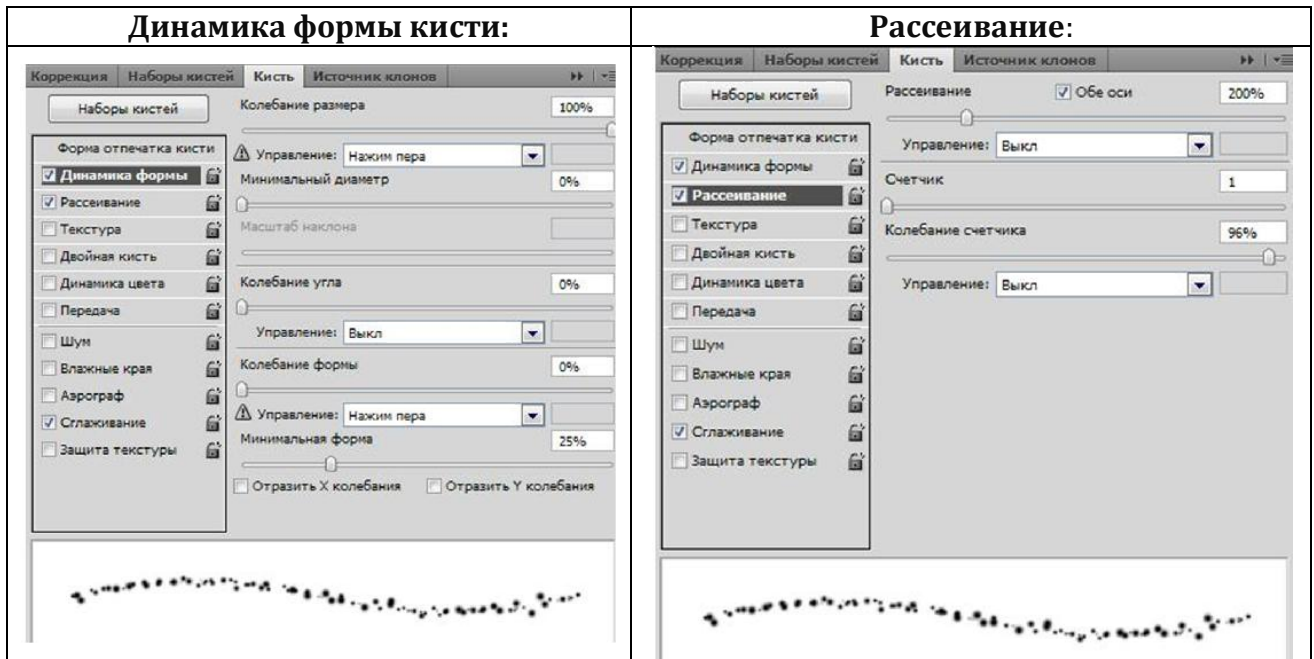 Динамика формы кисти:
Коррекция Наборы кистей Кисть Источник клонов
Наборы кистей
Форма отпечатка кисти
Динамика формы
Рассеивание
Текстура
Двойная кисть
Динамика цвета
Передача
Шум
Влажные края
Аэрограф
Сглаживание
Защита текстуры
Колебание размера 100%
Управление: Нажим пера
Минимальный диаметр 0%
Масштаб наклона
Колебание угла 0%
Управление: Выкл
Колебание формы 0%
Управление: Нажим пера
Минимальная форма 25%
Отразить X колебания Отразить Y колебания
Рассеивание:
Коррекция Наборы кистей Кисть Источник клонов
Наборы кистей
Форма отпечатка кисти
Динамика формы
Рассеивание
Текстура
Двойная кисть
Динамика цвета
Передача
Шум
Влажные края
Аэрограф
Сглаживание
Защита текстуры
Рассеивание Обе оси 200%
Управление: Выкл
Счетчик 1
Колебание счетчика 96%
Управление: Выкл